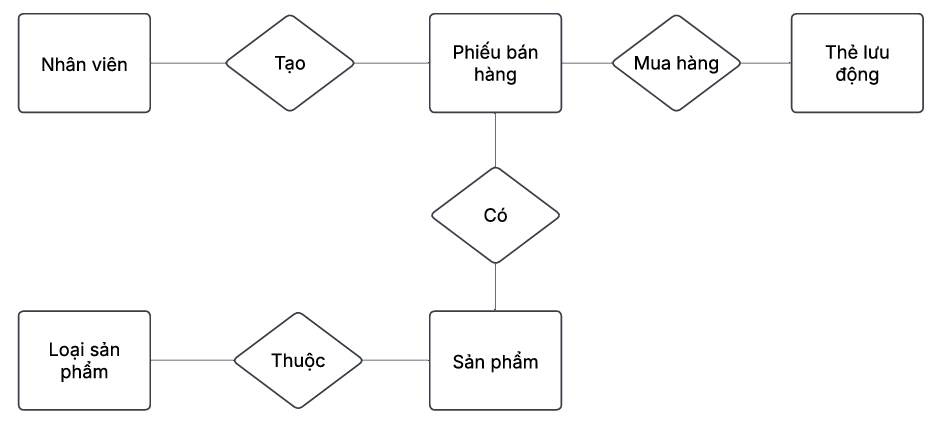 Nhân viên
Tạo
Phiếu bán
hàng
Mua hàng
Thẻ lưu
động
Có
Loại sản
phẩm
Thuộc
Sản phẩm